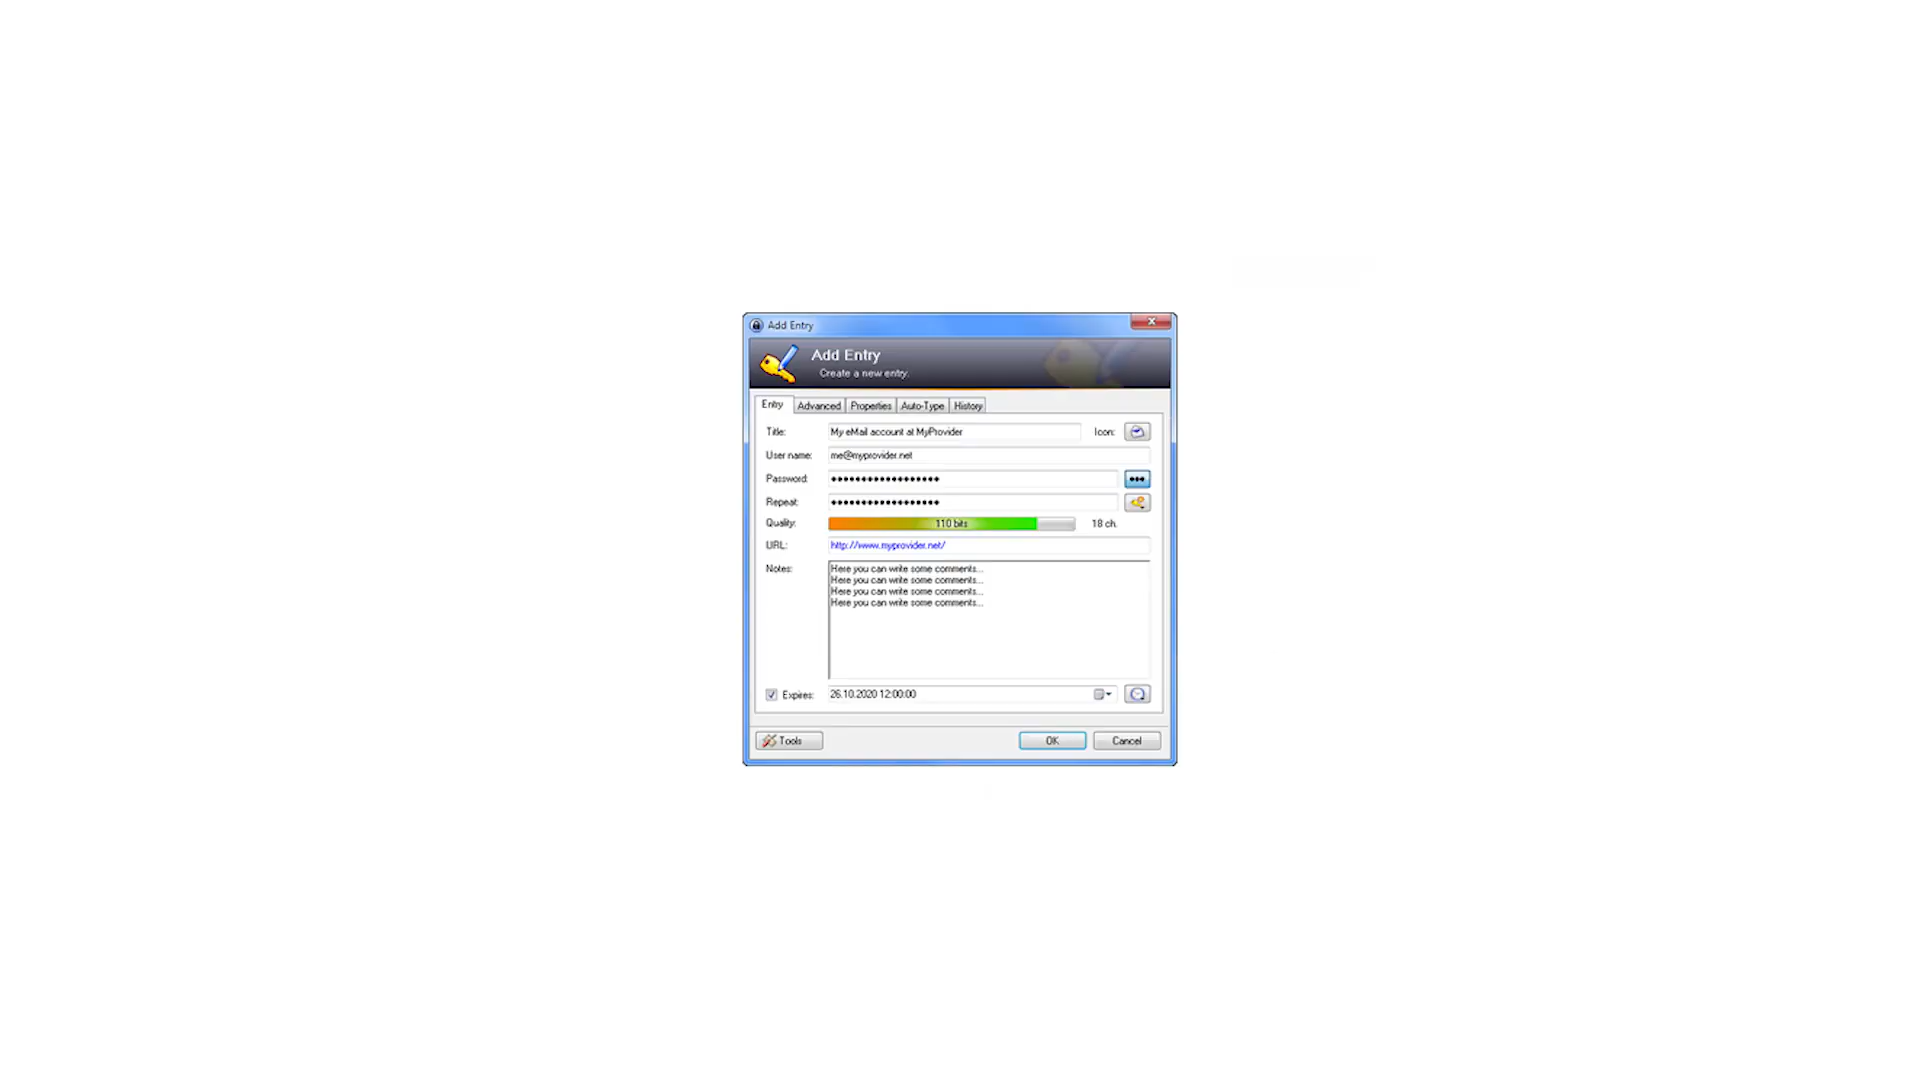 Add Entry
Add Entry
Create a new entry.
Entry Advanced Properties Auto-Type History
Title: My eMail account at MyProvider Icon:
User name: me@myprovider.net
Password: ••••••••••••••••••
Repeat: ••••••••••••••••••
Quality: 110 bits 18 ch.
URL: http://www.myprovider.net/
Notes: Here you can write some comments...
Here you can write some comments...
Here you can write some comments...
Here you can write some comments...
Expires: 26.10.2020 12:00:00
Tools OK Cancel